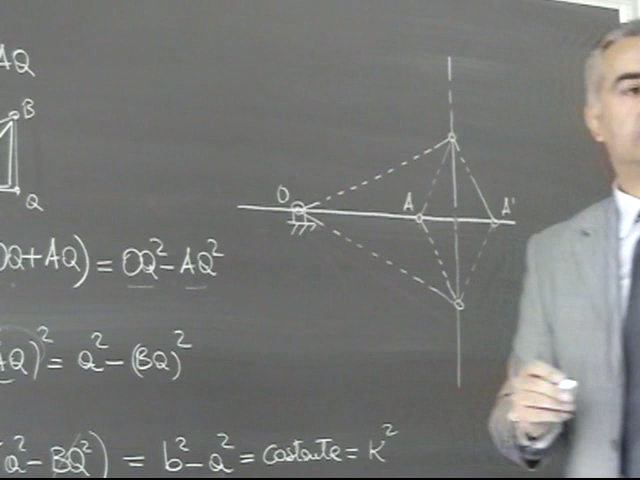 AQ
B
Q
OQ+AQ) = OQ² - AQ²
AQ)² = a² - (BQ)²
a² - BQ²) = b² - a² = costante = K²
O
A
A'